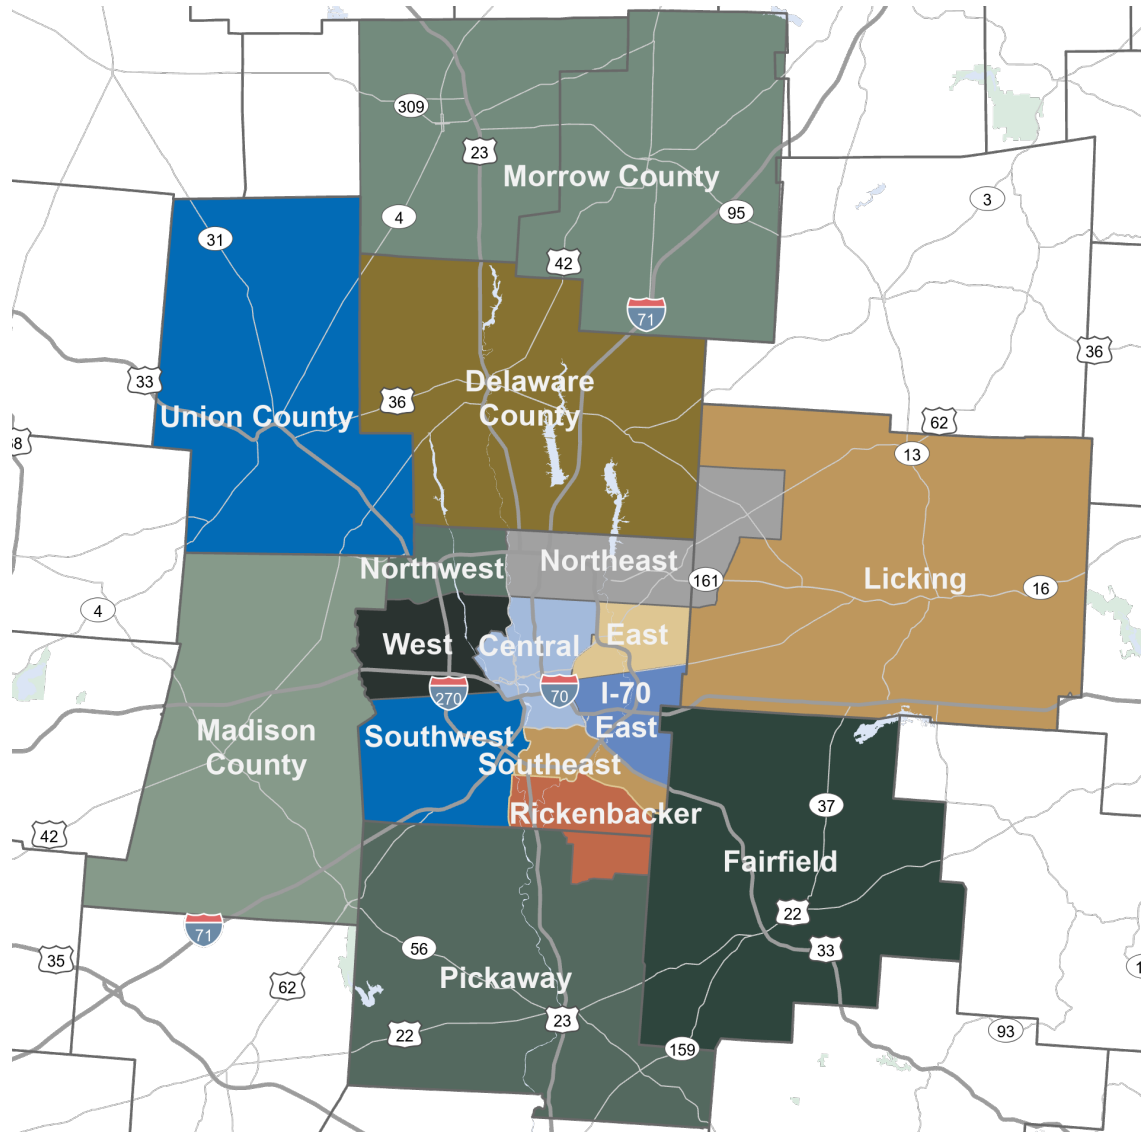 309
23
Morrow County
3
4
95
31
42
71
36
33
36
Delaware
County
Union County
62
38
13
Northeast
Northwest
161
Licking
16
4
East
West
Central
270
70
I-70
East
Madison
County
Southwest
Southeast
37
Rickenbacker
42
Fairfield
22
71
56
33
35
Pickaway
62
22
23
93
159